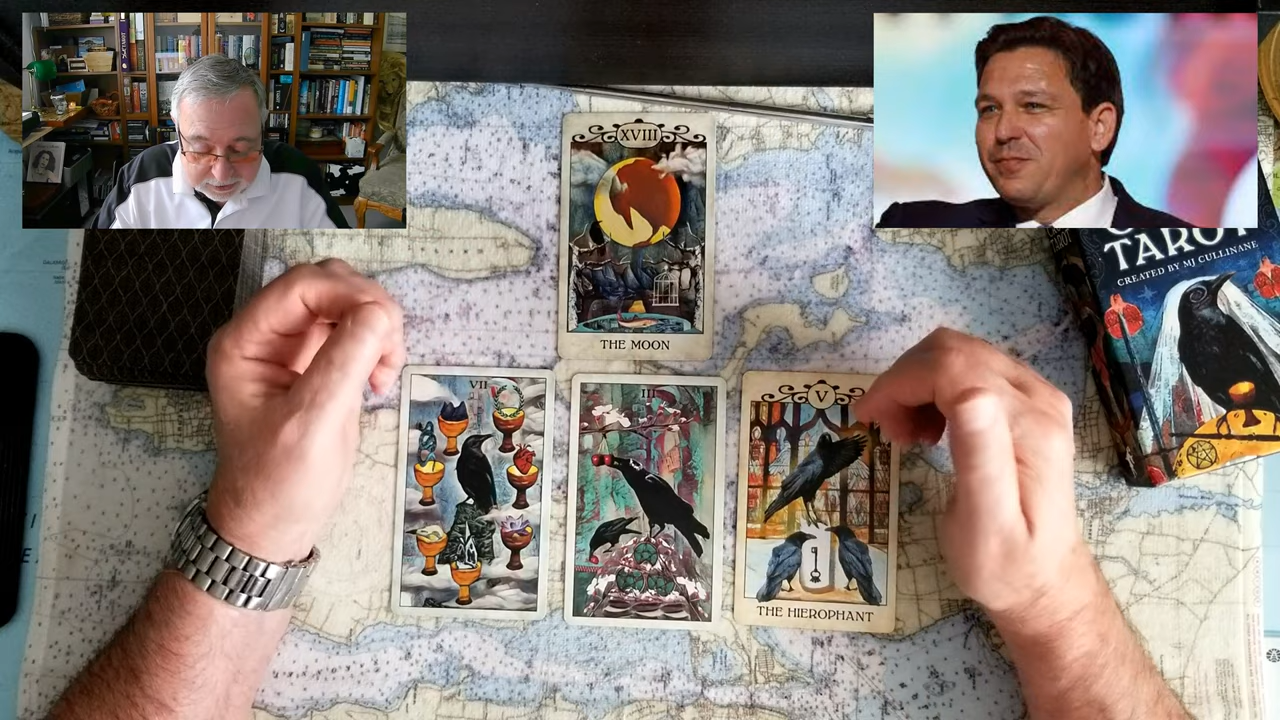 XVIII
THE MOON
TAROT
CREATED BY MJ CULLINANE
VII
III
V
THE HIEROPHANT